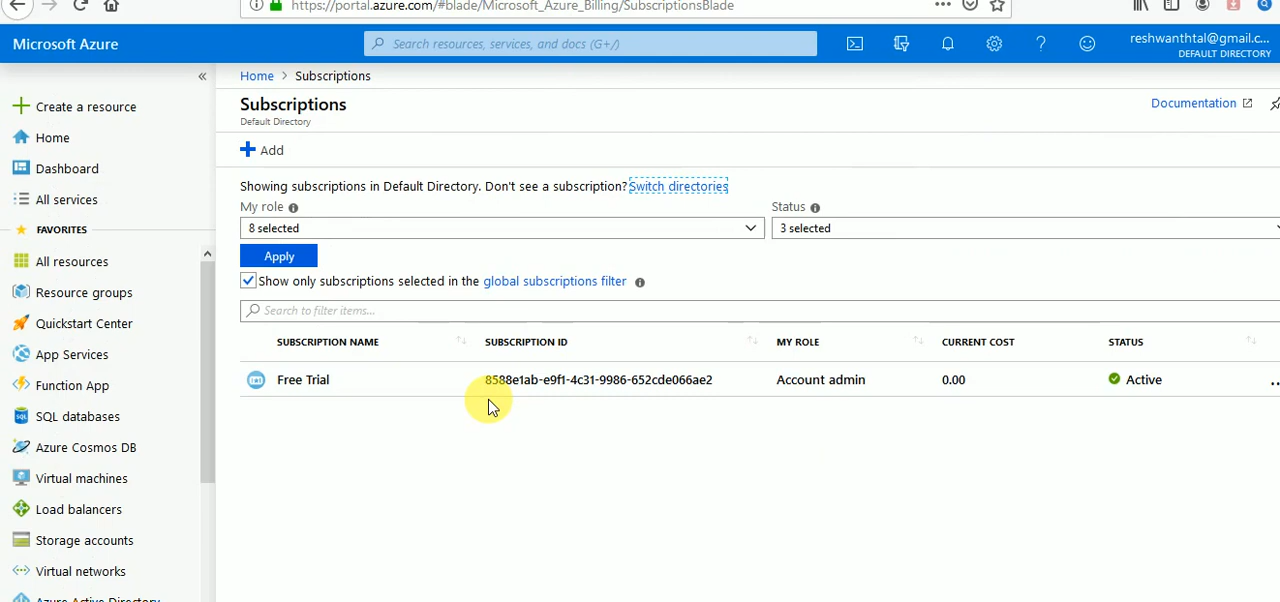 https://portal.azure.com/#blade/Microsoft_Azure_Billing/SubscriptionsBlade
Microsoft Azure
Search resources, services, and docs (G+/)
reshwanthtal@gmail.c...
DEFAULT DIRECTORY
«
Create a resource
Home
Dashboard
All services
FAVORITES
All resources
Resource groups
Quickstart Center
App Services
Function App
SQL databases
Azure Cosmos DB
Virtual machines
Load balancers
Storage accounts
Virtual networks
Azure Active Directory
Home > Subscriptions
Subscriptions
Default Directory
Documentation
Add
Showing subscriptions in Default Directory. Don't see a subscription? Switch directories
My role
Status
8 selected
3 selected
Apply
Show only subscriptions selected in the global subscriptions filter
Search to filter items...
SUBSCRIPTION NAME SUBSCRIPTION ID MY ROLE CURRENT COST STATUS
Free Trial 8588e1ab-e9f1-4c31-9986-652cde066ae2 Account admin 0.00 Active